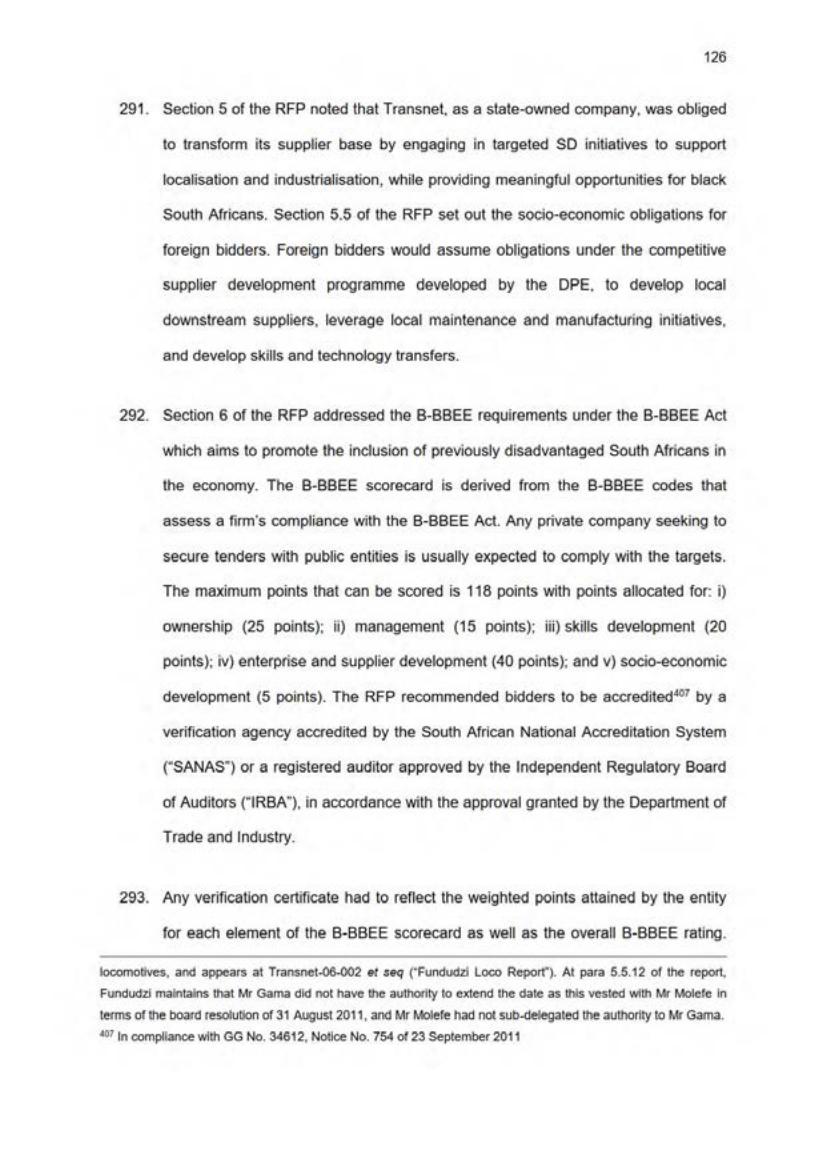 126
291. Section 5 of the RFP noted that Transnet, as a state-owned company, was obliged
to transform its supplier base by engaging in targeted SD initiatives to support
localisation and industrialisation, while providing meaningful opportunities for black
South Africans. Section 5.5 of the RFP set out the socio-economic obligations for
foreign bidders. Foreign bidders would assume obligations under the competitive
supplier development programme developed by the DPE, to develop local
downstream suppliers, leverage local maintenance and manufacturing initiatives,
and develop skills and technology transfers.
292. Section 6 of the RFP addressed the B-BBEE requirements under the B-BBEE Act
which aims to promote the inclusion of previously disadvantaged South Africans in
the economy. The B-BBEE scorecard is derived from the B-BBEE codes that
assess a firm's compliance with the B-BBEE Act. Any private company seeking to
secure tenders with public entities is usually expected to comply with the targets.
The maximum points that can be scored is 118 points with points allocated for: i)
ownership (25 points); ii) management (15 points); iii) skills development (20
points); iv) enterprise and supplier development (40 points); and v) socio-economic
development (5 points). The RFP recommended bidders to be accredited407 by a
verification agency accredited by the South African National Accreditation System
("SANAS") or a registered auditor approved by the Independent Regulatory Board
of Auditors ("IRBA"), in accordance with the approval granted by the Department of
Trade and Industry.
293. Any verification certificate had to reflect the weighted points attained by the entity
for each element of the B-BBEE scorecard as well as the overall B-BBEE rating.
locomotives, and appears at Transnet-06-002 et seq ("Fundudzi Loco Report"). At para 5.5.12 of the report,
Fundudzi maintains that Mr Gama did not have the authority to extend the date as this vested with Mr Molefe in
terms of the board resolution of 31 August 2011, and Mr Molefe had not sub-delegated the authority to Mr Gama.
407 In compliance with GG No. 34612, Notice No. 754 of 23 September 2011